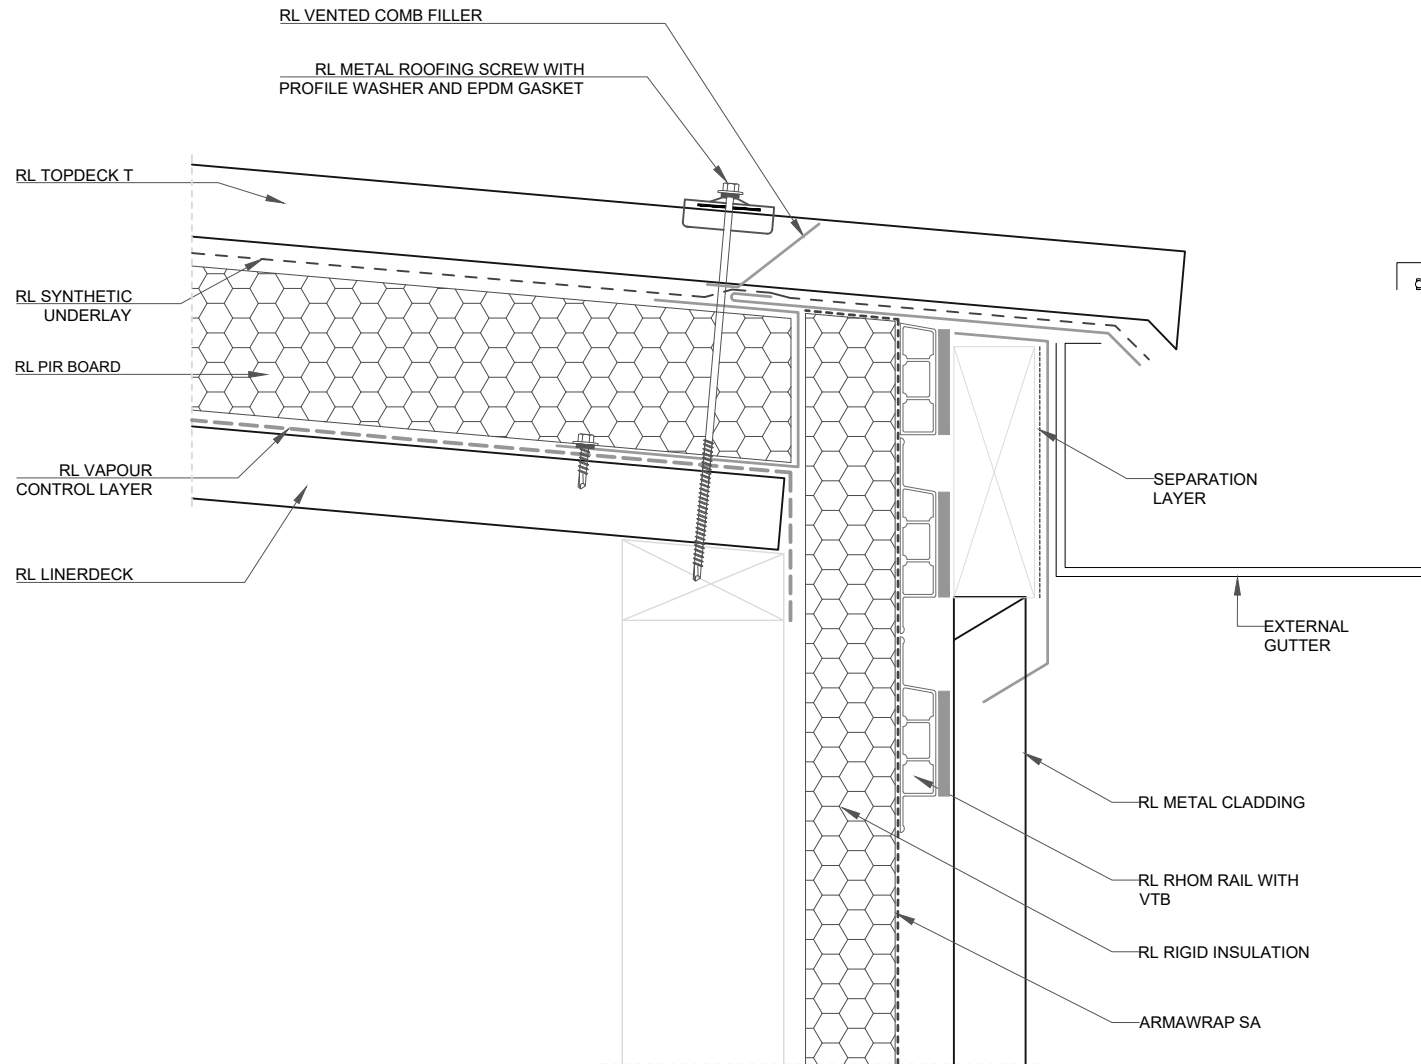 RL VENTED COMB FILLER
RL METAL ROOFING SCREW WITH
PROFILE WASHER AND EPDM GASKET
RL TOPDECK T
RL SYNTHETIC
UNDERLAY
RL PIR BOARD
RL VAPOUR
CONTROL LAYER
RL LINERDECK
SEPARATION
LAYER
EXTERNAL
GUTTER
RL METAL CLADDING
RL RHOM RAIL WITH
VTB
RL RIGID INSULATION
ARMAWRAP SA